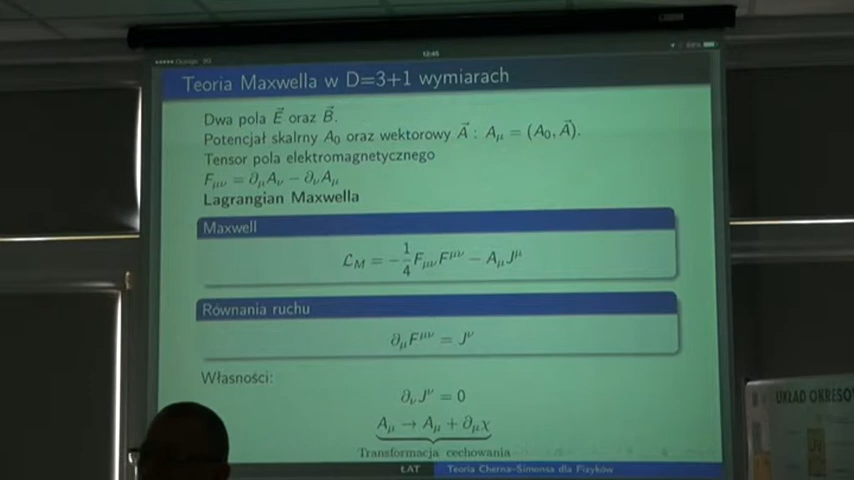 12:45
Teoria Maxwella w D=3+1 wymiarach
Dwa pola $\vec{E}$ oraz $\vec{B}$.
Potencjał skalrny $A_0$ oraz wektorowy $\vec{A}$ : $A_\mu = (A_0, \vec{A})$.
Tensor pola elektromagnetycznego
$F_{\mu\nu} = \partial_\mu A_\nu - \partial_\nu A_\mu$
Lagrangian Maxwella
Maxwell
$\mathcal{L}_M = -\frac{1}{4} F_{\mu\nu} F^{\mu\nu} - A_\mu J^\mu$
Równania ruchu
$\partial_\mu F^{\mu\nu} = J^\nu$
Własności:
$\partial_\nu J^\nu = 0$
$A_\mu \to A_\mu + \partial_\mu \chi$
Transformacja cechowania
ŁAT Teoria Cherna-Simonsa dla Fizyków
UKŁAD OKRESO